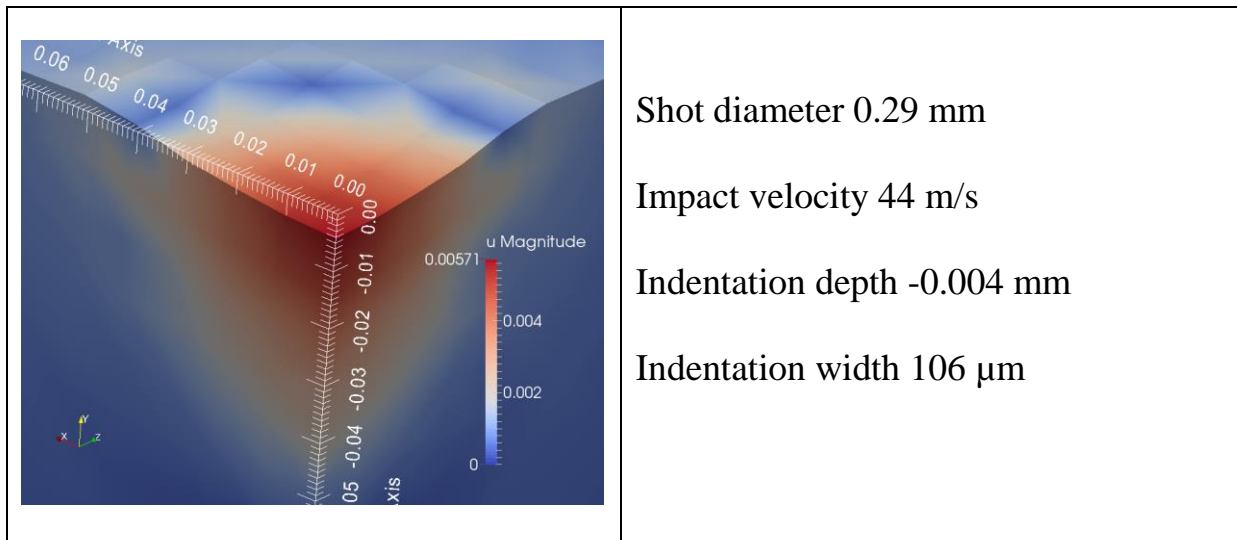 Axis
0.06
0.05
0.04
0.03
0.02
0.01
0.00
0.00
-0.01
-0.02
-0.03
-0.04
05
xis
u Magnitude
0.00571
0.004
0.002
0
X
Y
Z
Shot diameter 0.29 mm
Impact velocity 44 m/s
Indentation depth -0.004 mm
Indentation width 106 µm